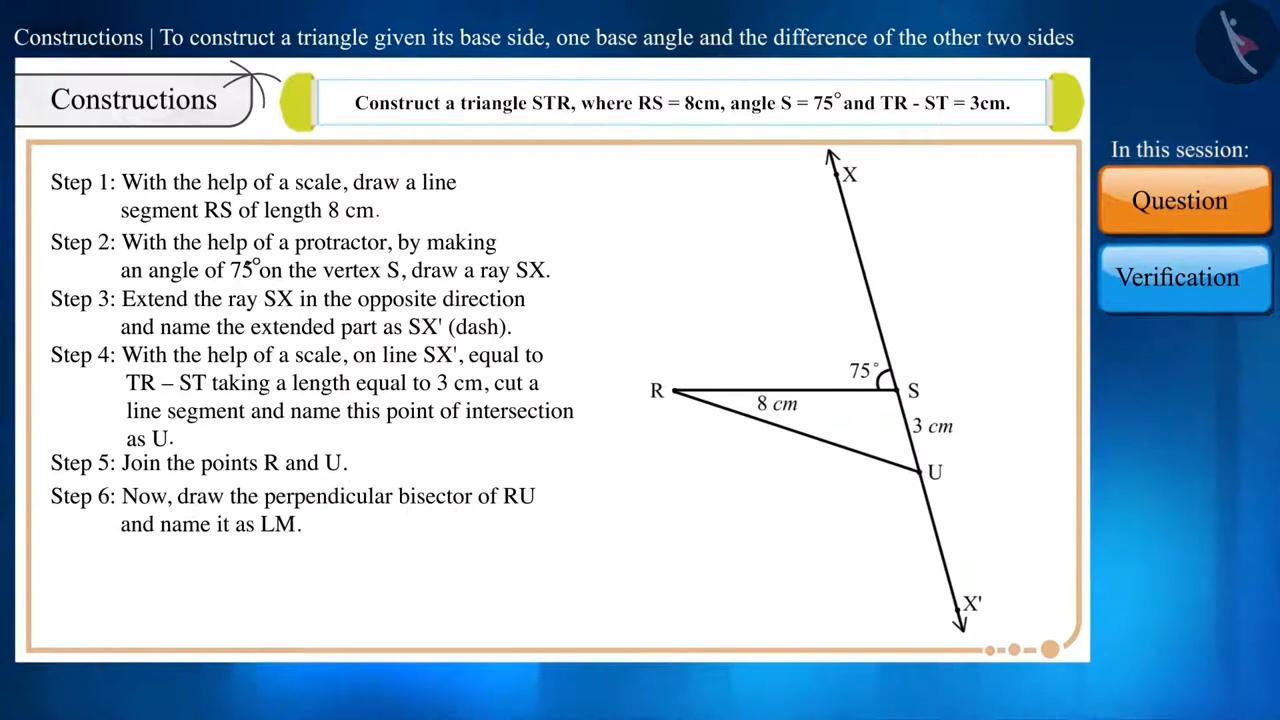 Constructions | To construct a triangle given its base side, one base angle and the difference of the other two sides
Constructions
Construct a triangle STR, where RS = 8cm, angle S = 75° and TR - ST = 3cm.
In this session:
Question
Verification
Step 1: With the help of a scale, draw a line
segment RS of length 8 cm.
Step 2: With the help of a protractor, by making
an angle of 75° on the vertex S, draw a ray SX.
Step 3: Extend the ray SX in the opposite direction
and name the extended part as SX' (dash).
Step 4: With the help of a scale, on line SX', equal to
TR – ST taking a length equal to 3 cm, cut a
line segment and name this point of intersection
as U.
Step 5: Join the points R and U.
Step 6: Now, draw the perpendicular bisector of RU
and name it as LM.
X
75°
R
S
8 cm
3 cm
U
X'